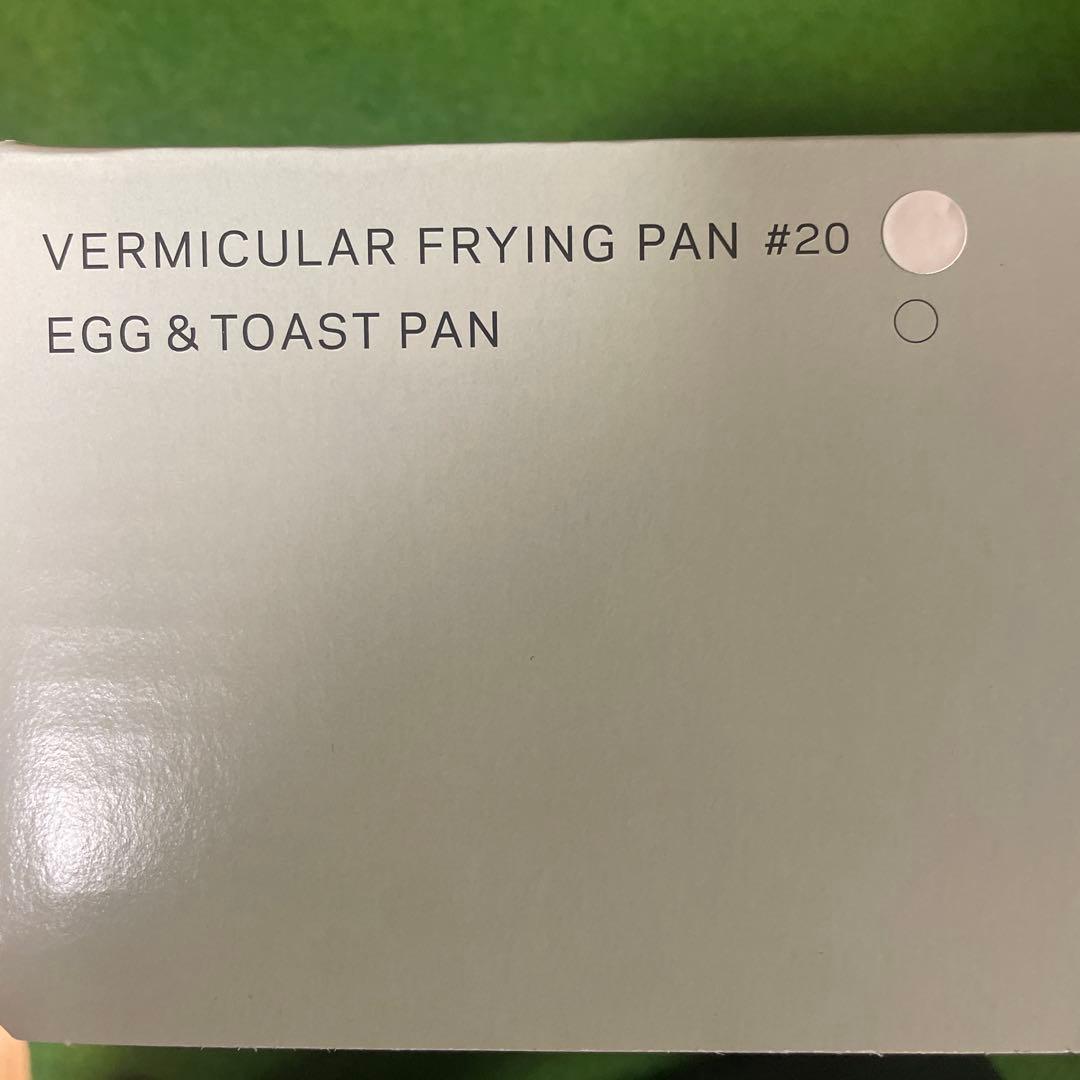 VERMICULAR FRYING PAN #20
EGG & TOAST PAN